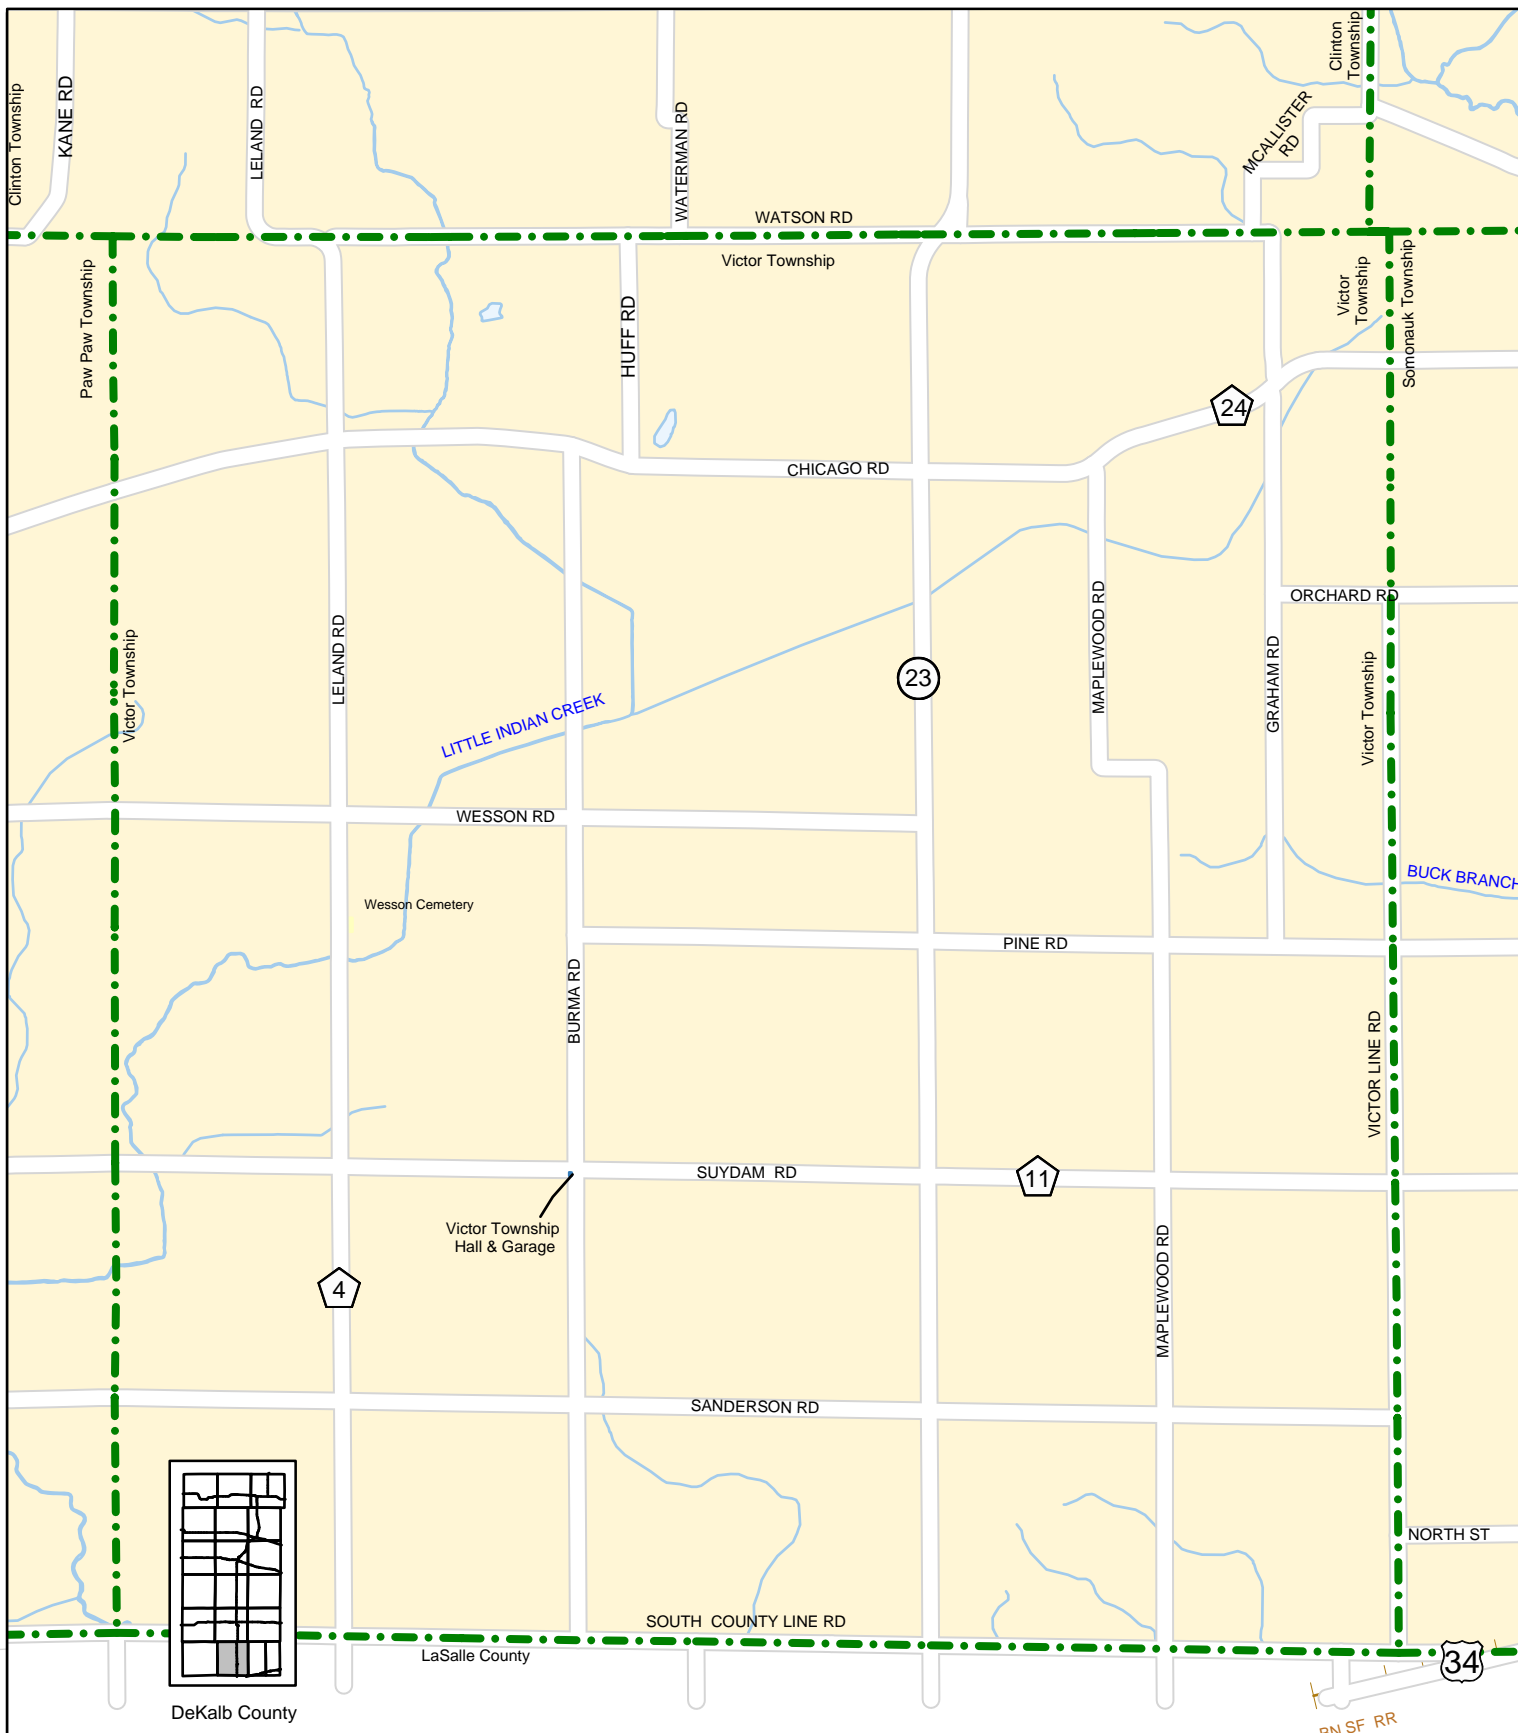 Clinton Township
KANE RD
LELAND RD
WATERMAN RD
MCALLISTER
RD
Clinton
Township
WATSON RD
Victor Township
Paw Paw Township
HUFF RD
Victor
Township
Somonauk Township
24
CHICAGO RD
ORCHARD RD
MAPLEWOOD RD
LELAND RD
Victor Township
GRAHAM RD
Victor Township
23
LITTLE INDIAN CREEK
WESSON RD
BUCK BRANCH
Wesson Cemetery
PINE RD
BURMA RD
VICTOR LINE RD
SUYDAM RD
11
Victor Township
Hall & Garage
4
MAPLEWOOD RD
SANDERSON RD
NORTH ST
SOUTH COUNTY LINE RD
LaSalle County
34
DeKalb County
BN SF RR